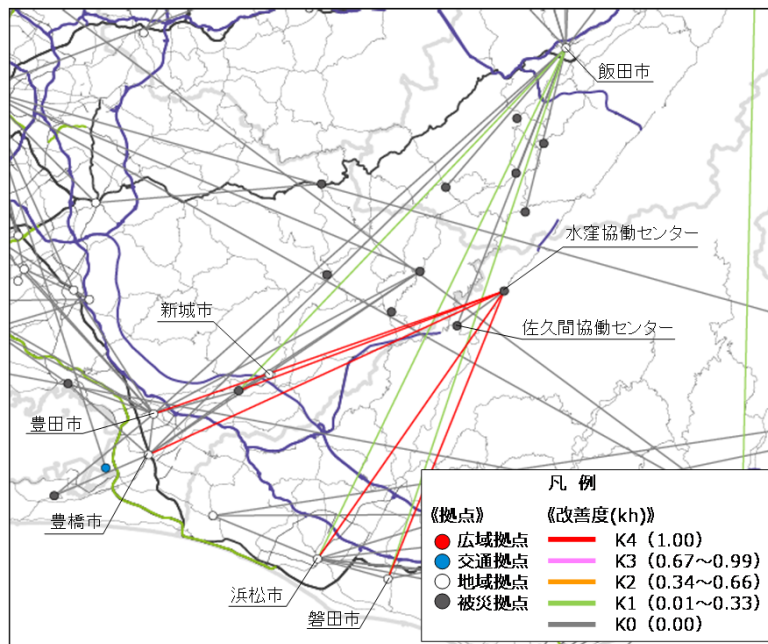 飯田市
水窪協働センター
新城市
佐久間協働センター
豊田市
豊橋市
浜松市
磐田市
凡 例
《拠点》
《改善度(kh)》
広域拠点
K4 (1.00)
交通拠点
K3 (0.67～0.99)
地域拠点
K2 (0.34～0.66)
被災拠点
K1 (0.01～0.33)
K0 (0.00)